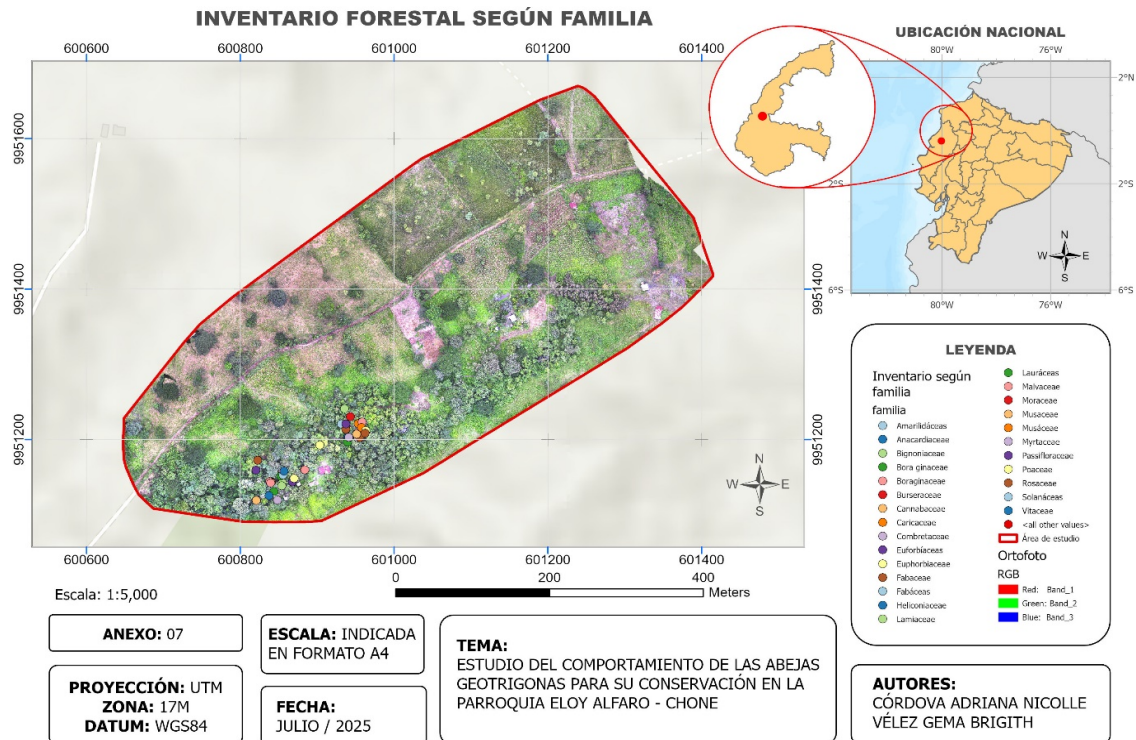 INVENTARIO FORESTAL SEGÚN FAMILIA
600600
600800
601000
601200
601400
9951600
9951400
9951200
9951600
9951400
9951200
600600
600800
601000
601200
601400
N
W
E
S
UBICACIÓN NACIONAL
80°W
76°W
2°N
2°S
6°S
2°S
6°S
N
W
E
S
80°W
76°W
Escala: 1:5,000
0
200
400
Meters
LEYENDA
Inventario según
familia
familia
Amarilidáceas
Anacardiaceae
Bignoniaceae
Bora ginaceae
Boraginaceae
Burseraceae
Cannabaceae
Caricaceae
Combretaceae
Euforbíaceas
Euphorbiaceae
Fabaceae
Fabáceas
Heliconiaceae
Lamiaceae
Lauráceas
Malvaceae
Moraceae
Musaceae
Musáceae
Myrtaceae
Passifloraceae
Poaceae
Rosaceae
Solanáceas
Vitaceae
<all other values>
Área de estudio
Ortofoto
RGB
Red: Band_1
Green: Band_2
Blue: Band_3
ANEXO: 07
PROYECCIÓN: UTM
ZONA: 17M
DATUM: WGS84
ESCALA: INDICADA
EN FORMATO A4
FECHA:
JULIO / 2025
TEMA:
ESTUDIO DEL COMPORTAMIENTO DE LAS ABEJAS
GEOTRIGONAS PARA SU CONSERVACIÓN EN LA
PARROQUIA ELOY ALFARO - CHONE
AUTORES:
CÓRDOVA ADRIANA NICOLLE
VÉLEZ GEMA BRIGITH